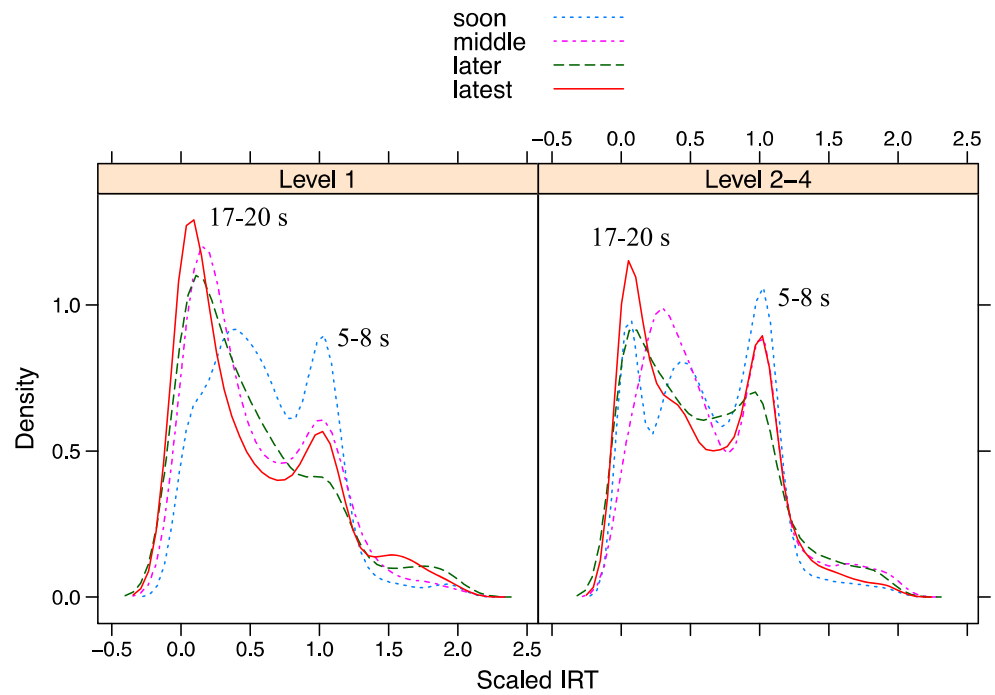 soon
middle
later
latest
−0.5 0.0 0.5 1.0 1.5 2.0 2.5
Level 1 Level 2−4
17-20 s
5-8 s
17-20 s
5-8 s
Density
1.0
0.5
0.0
−0.5 0.0 0.5 1.0 1.5 2.0 2.5
Scaled IRT